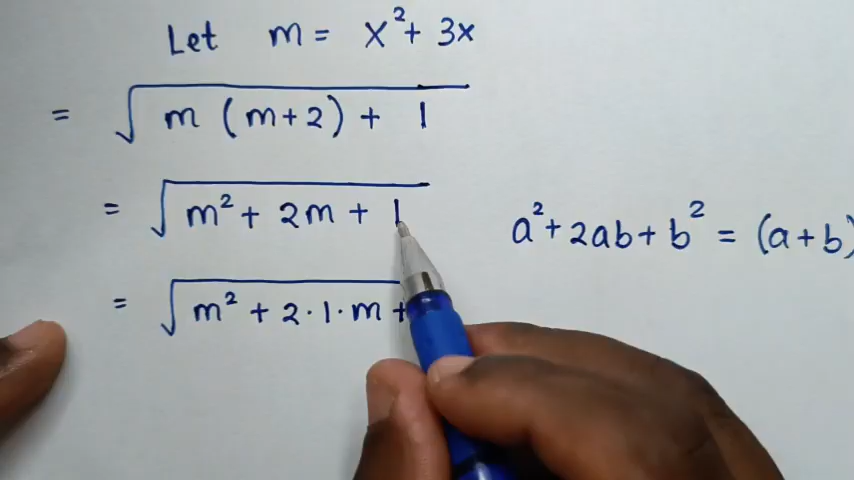 Let m = x² + 3x
= √(m (m+2) + 1)
= √(m² + 2m + 1)
a² + 2ab + b² = (a+b)
= √(m² + 2·1·m +